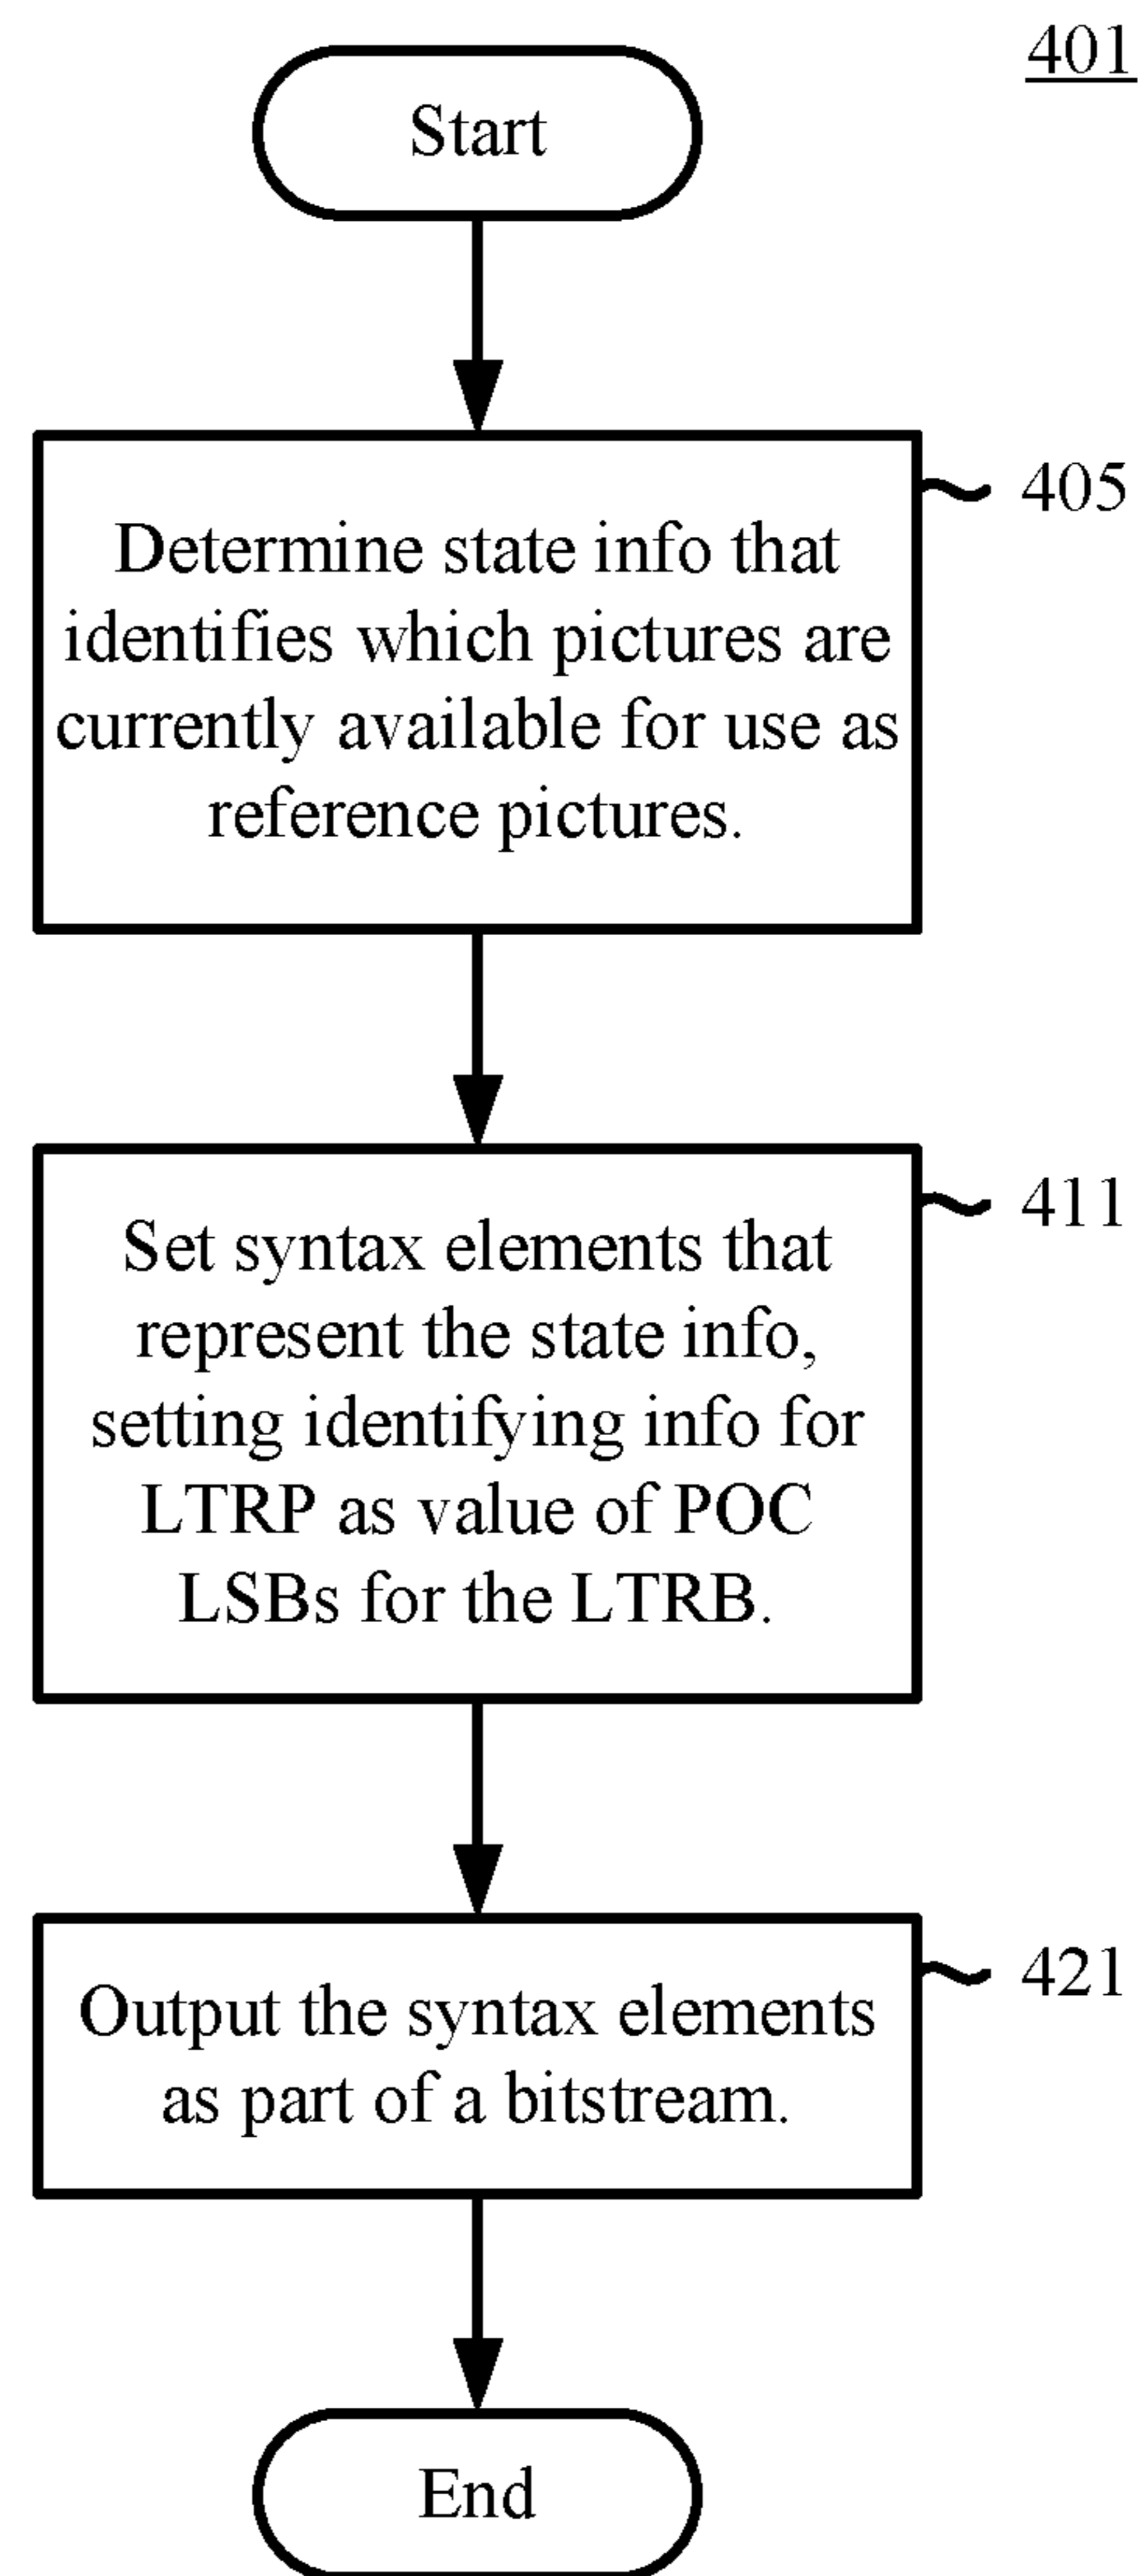 401
Start
405
Determine state info that
identifies which pictures are
currently available for use as
reference pictures.
411
Set syntax elements that
represent the state info,
setting identifying info for
LTRP as value of POC
LSBs for the LTRB.
421
Output the syntax elements
as part of a bitstream.
End